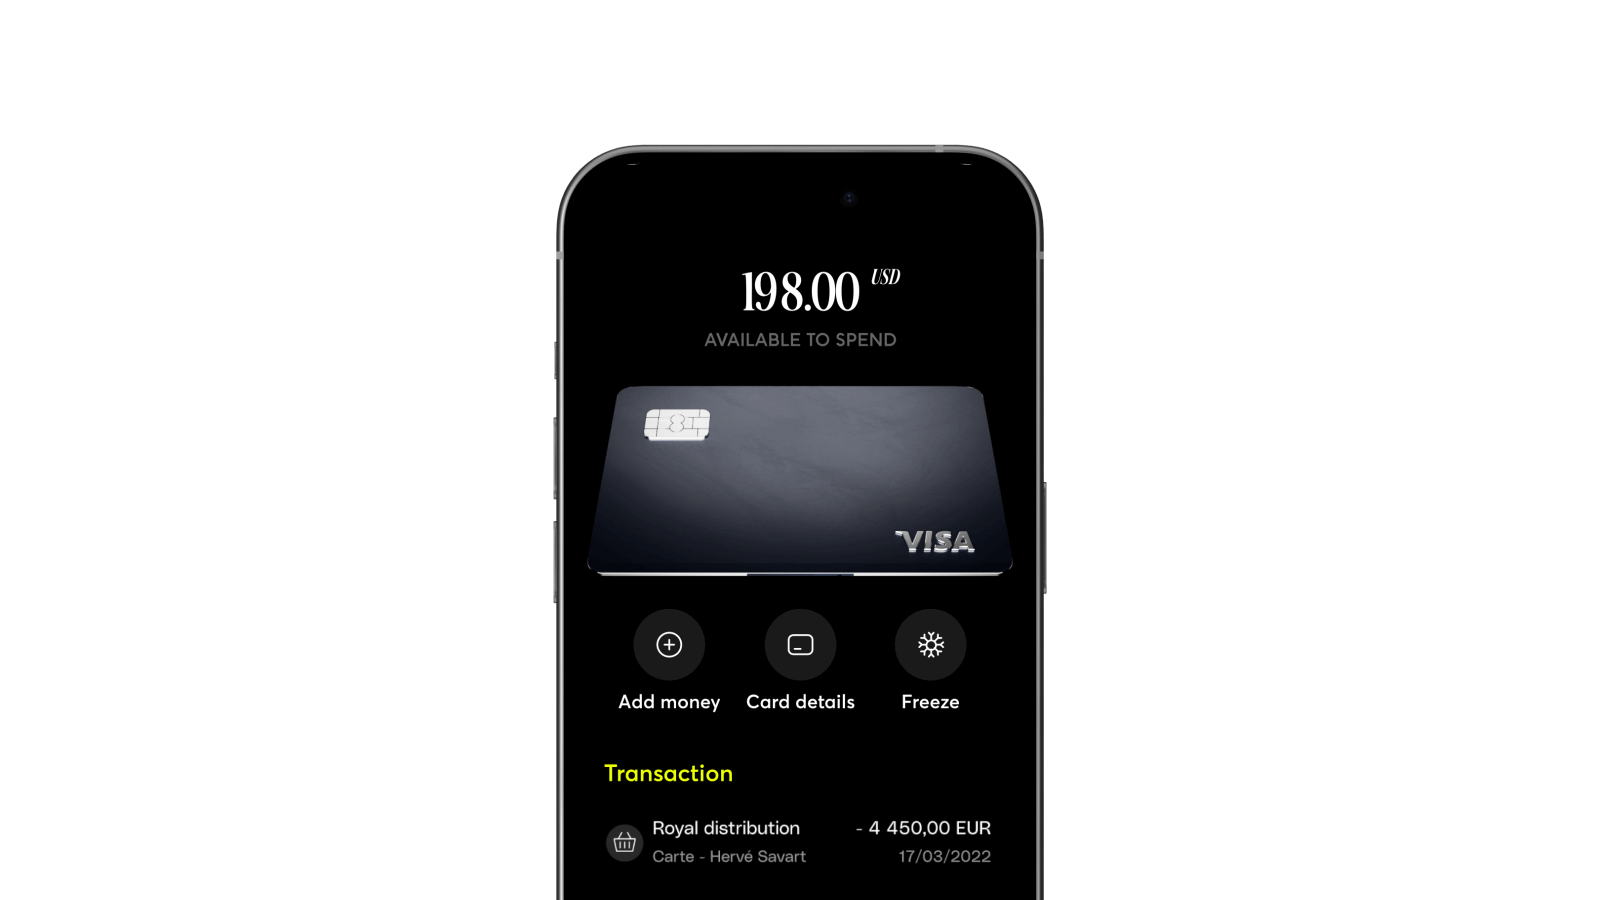 198.00 USD
AVAILABLE TO SPEND
VISA
Add money Card details Freeze
Transaction
Royal distribution - 4 450,00 EUR
Carte - Hervé Savart 17/03/2022